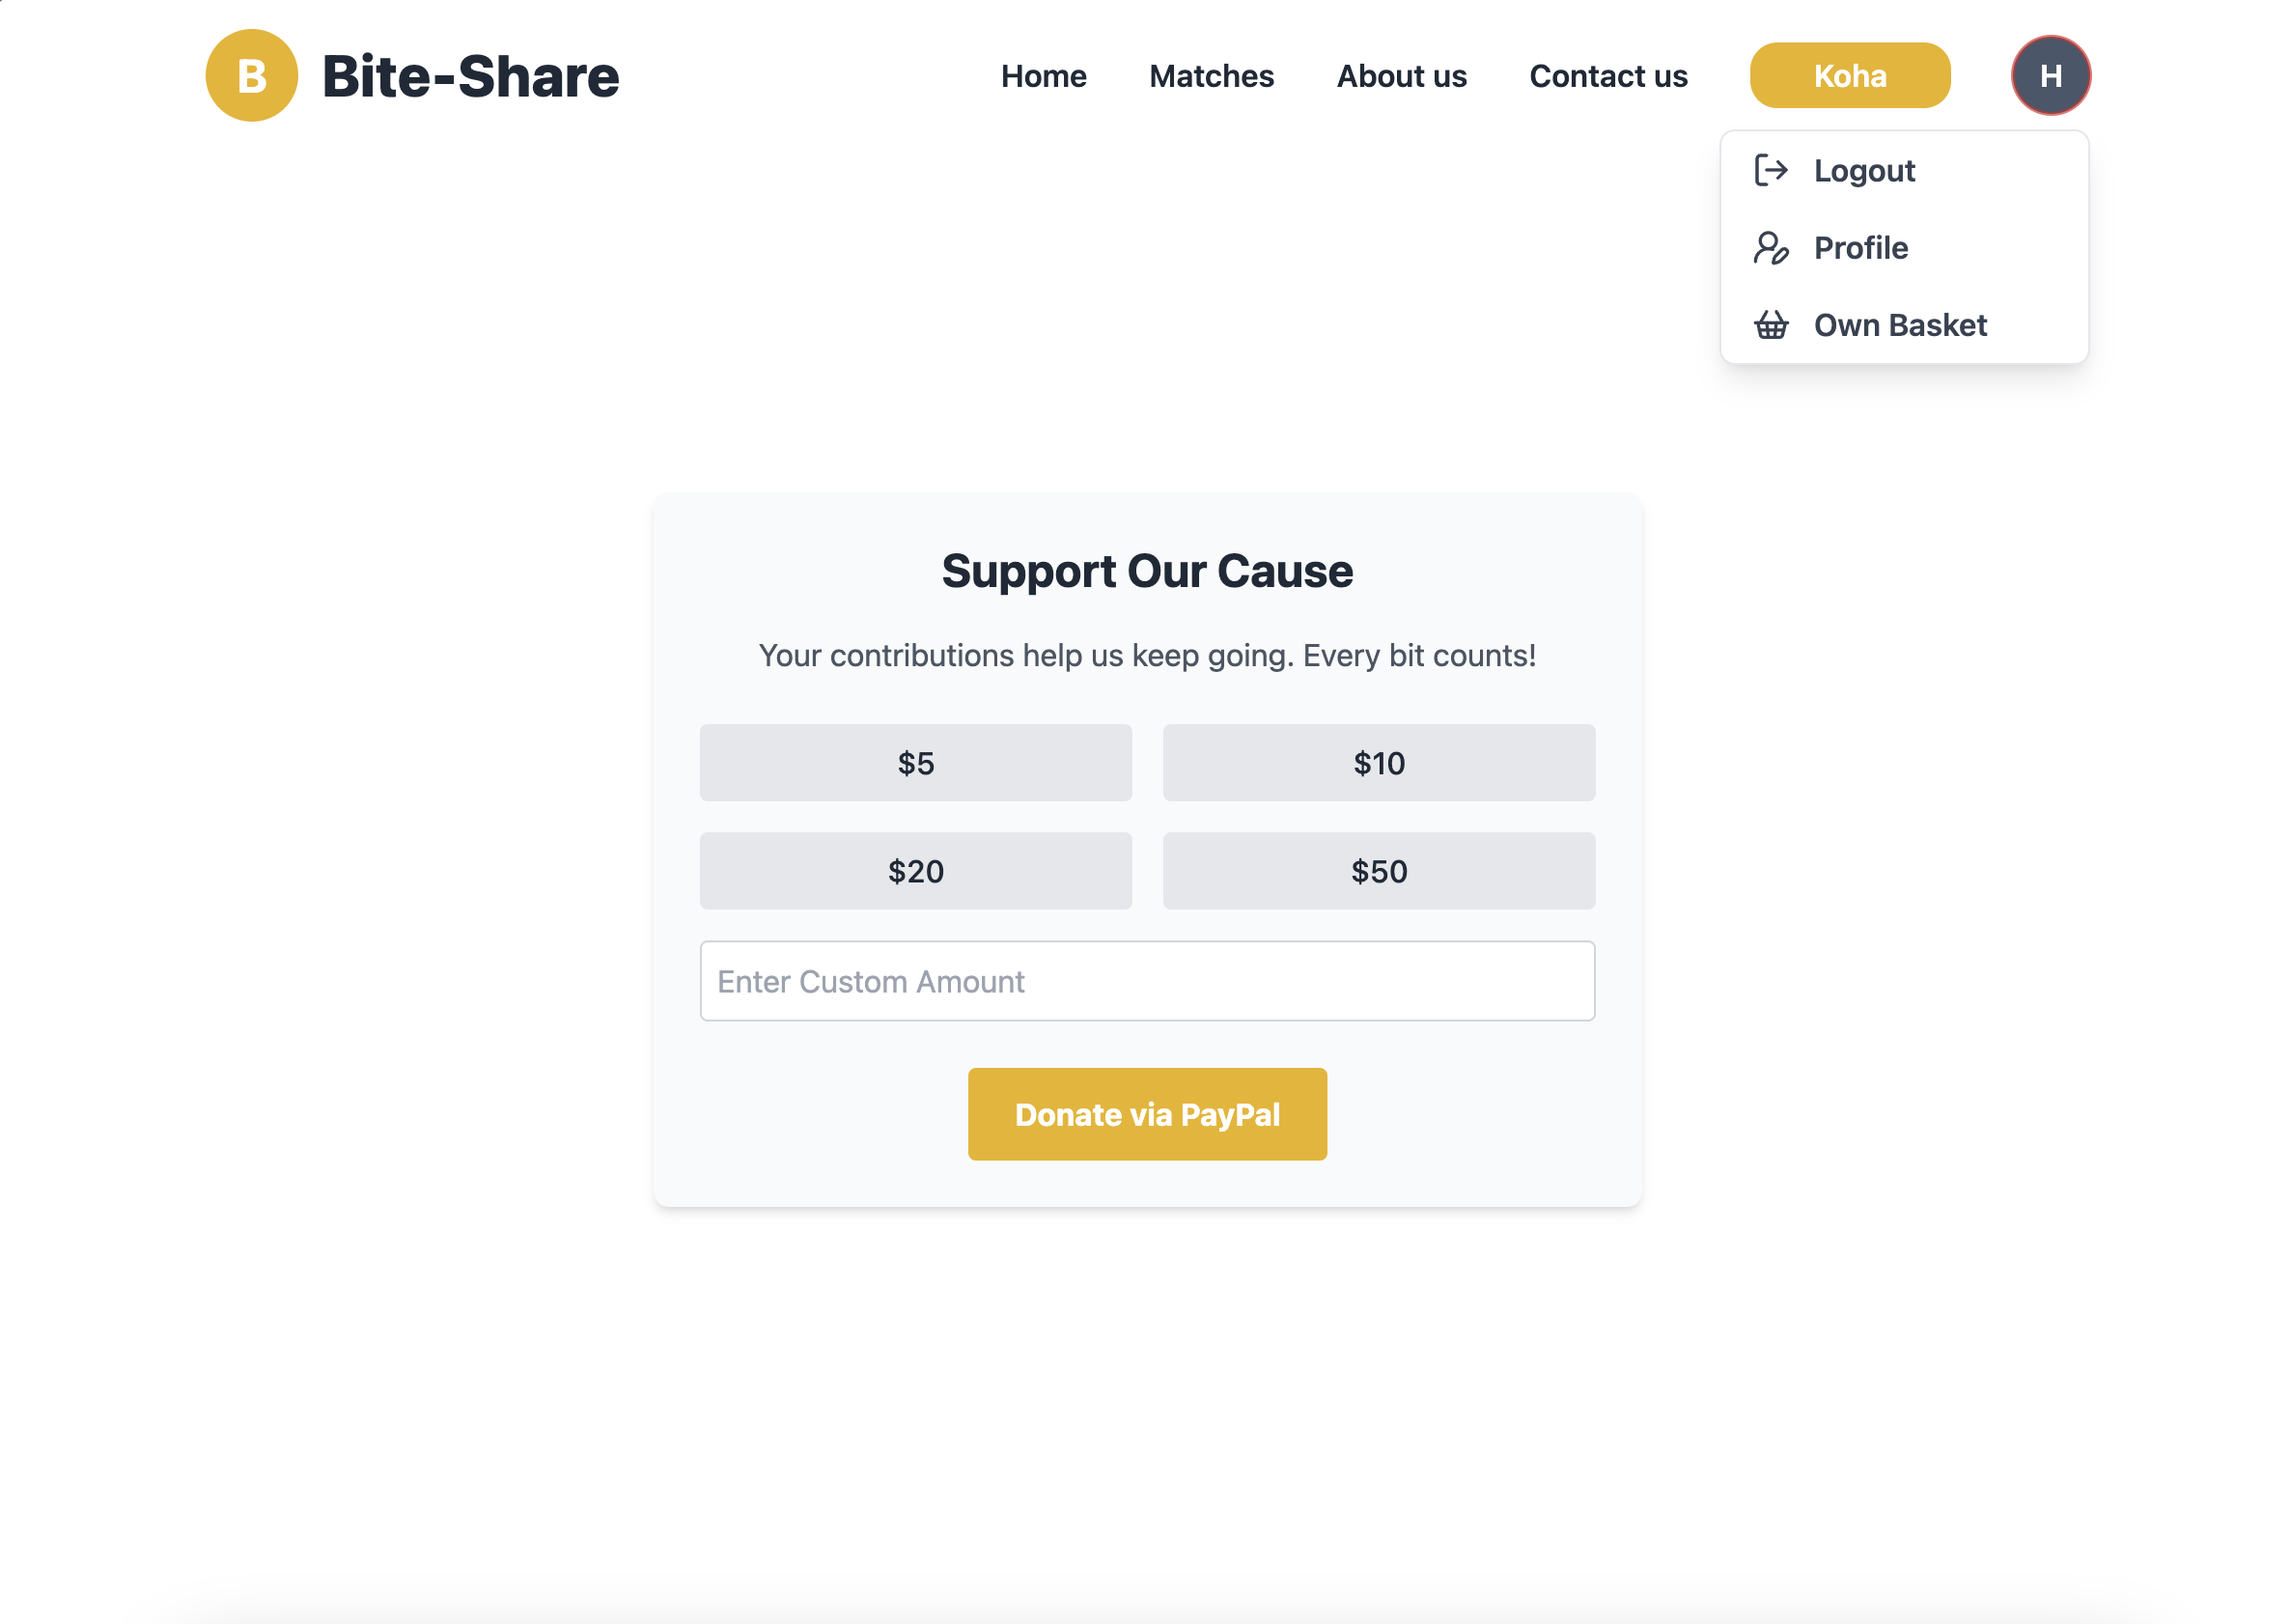 B Bite-Share Home Matches About us Contact us Koha H
Logout
Profile
Own Basket
Support Our Cause
Your contributions help us keep going. Every bit counts!
$5 $10
$20 $50
Enter Custom Amount
Donate via PayPal